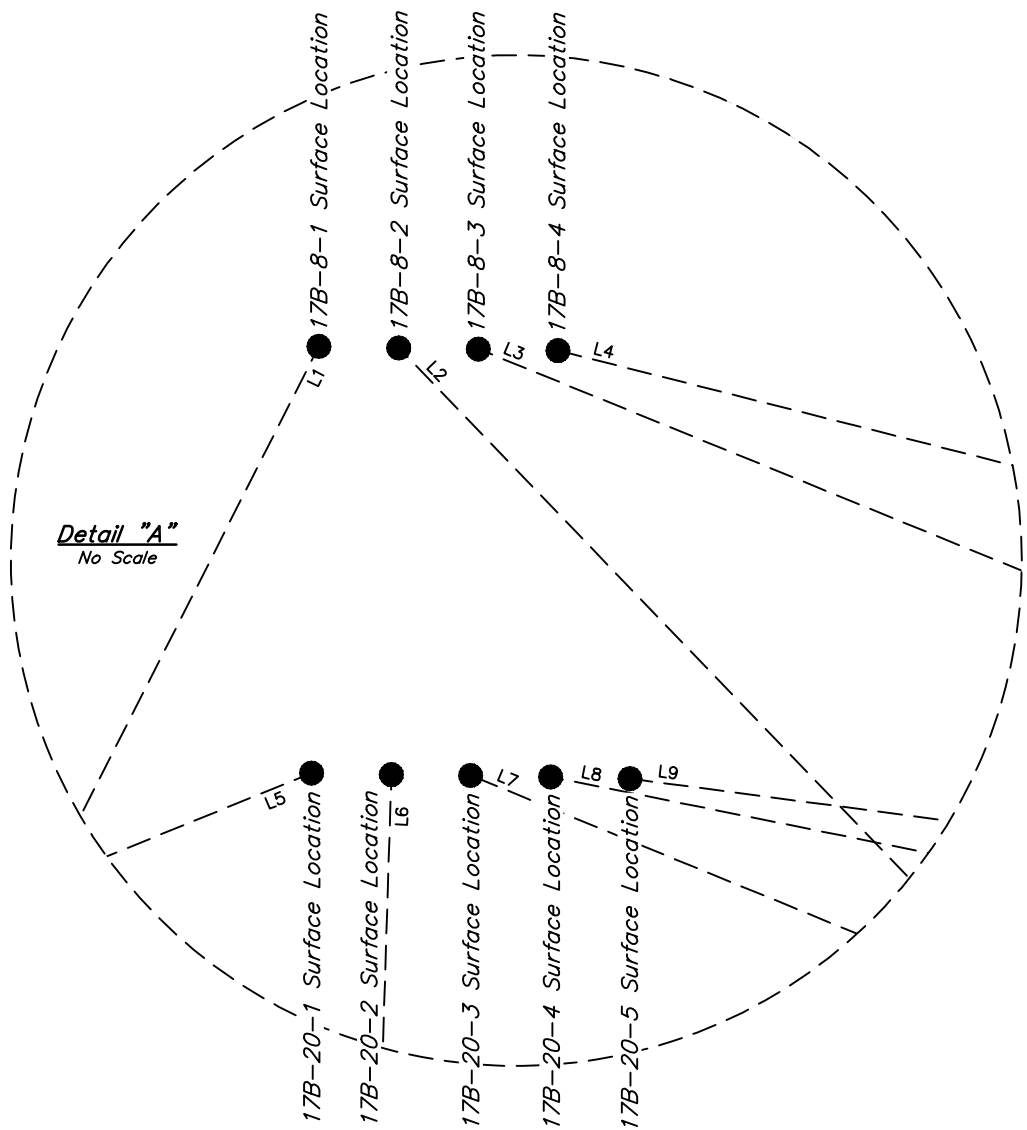 17B-8-1 Surface Location
17B-8-2 Surface Location
17B-8-3 Surface Location
17B-8-4 Surface Location
L1
L2
L3
L4
Detail "A"
No Scale
L5
L6
L7
L8
L9
17B-20-1 Surface Location
17B-20-2 Surface Location
17B-20-3 Surface Location
17B-20-4 Surface Location
17B-20-5 Surface Location